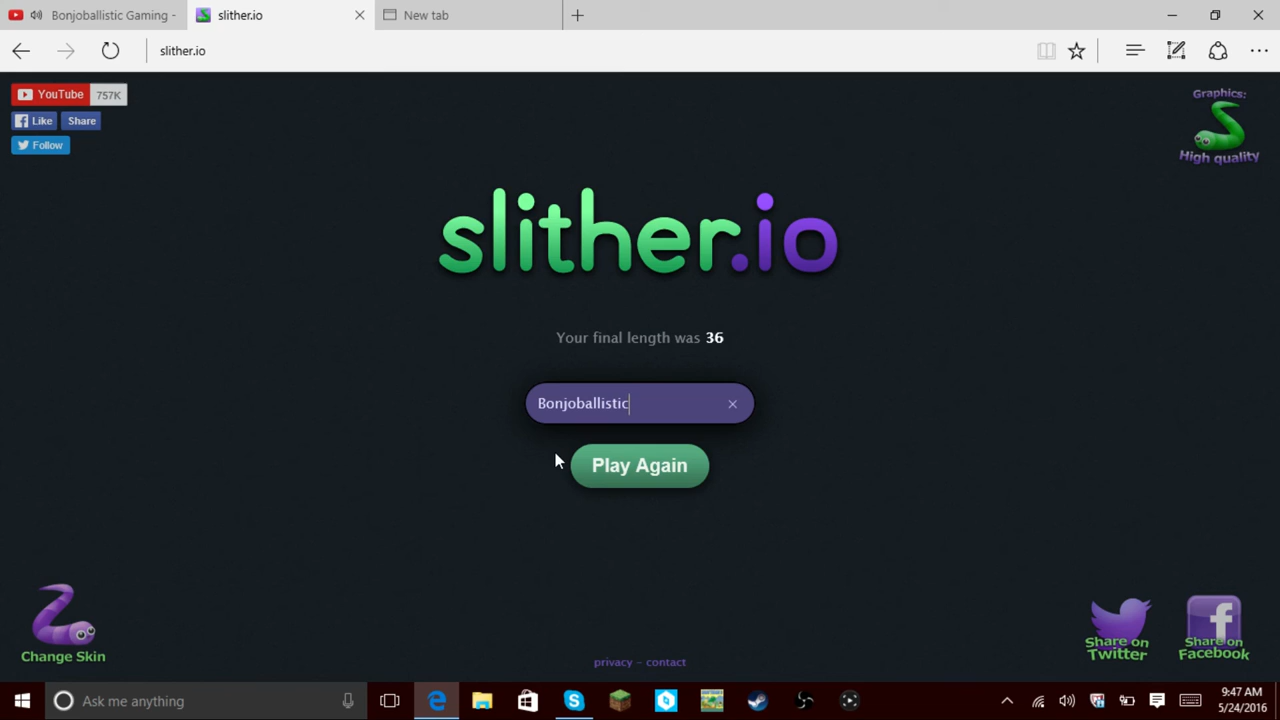 Bonjoballistic Gaming -
slither.io
New tab
slither.io
YouTube 757K
Like Share
Follow
Graphics:
High quality
slither.io
Your final length was 36
Bonjoballistic
Play Again
Change Skin
Share on
Twitter
Share on
Facebook
privacy - contact
Ask me anything
9:47 AM
5/24/2016